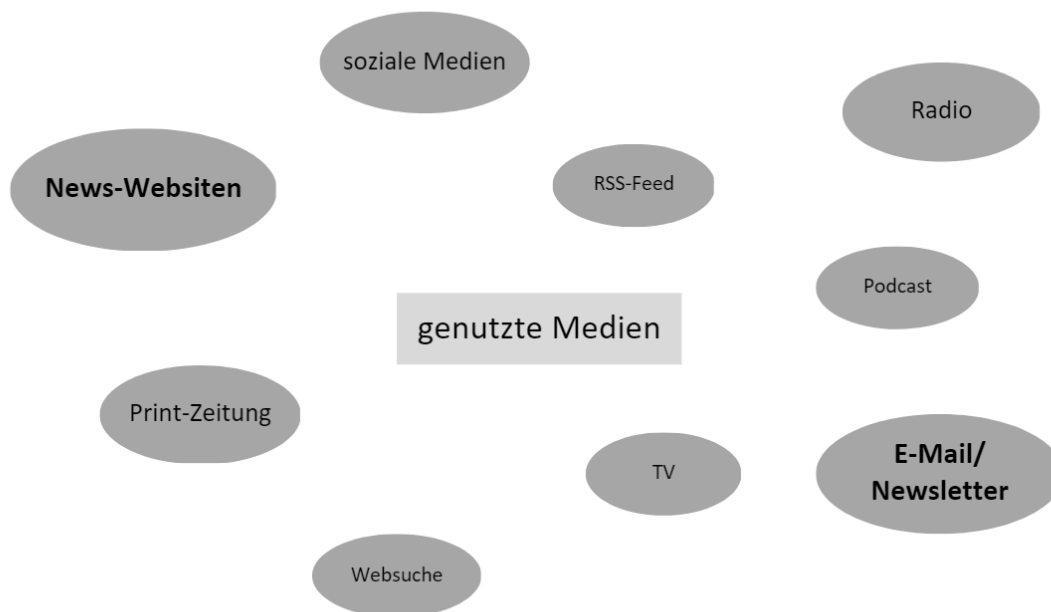 soziale Medien
Radio
News-Websiten
RSS-Feed
Podcast
genutzte Medien
Print-Zeitung
E-Mail/
Newsletter
TV
Websuche